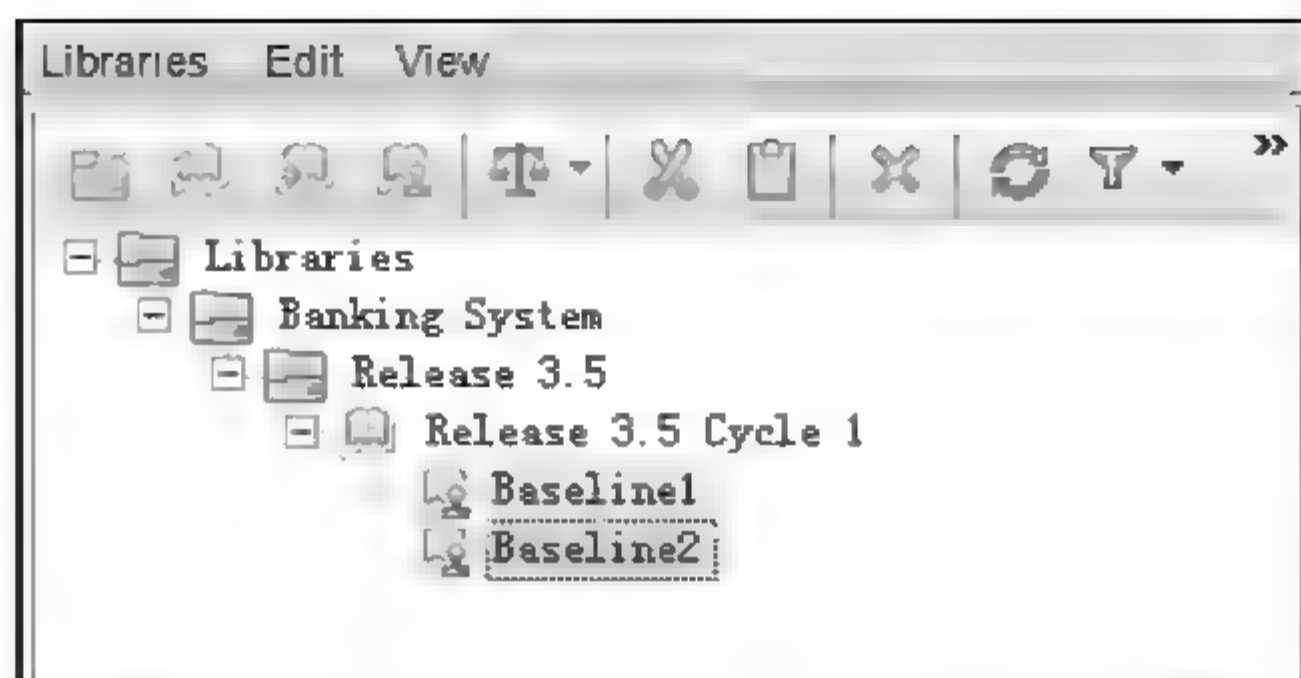 Libraries Edit View
Libraries
Banking System
Release 3.5
Release 3.5 Cycle 1
Baseline1
Baseline2